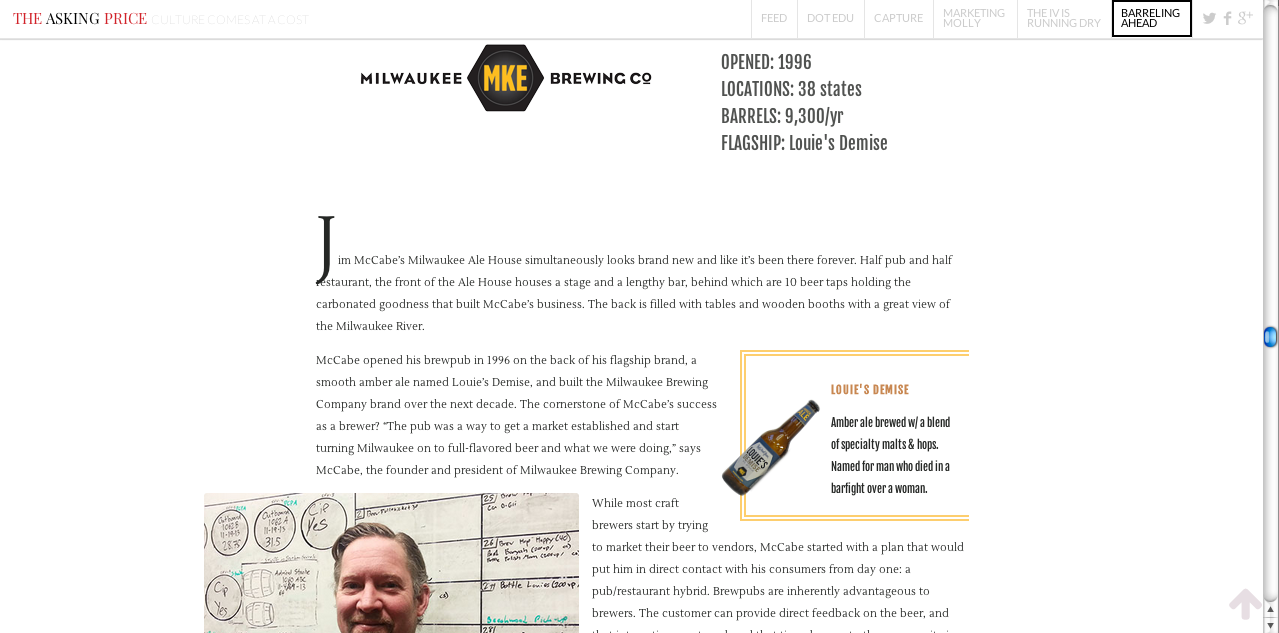 THE ASKING PRICE CULTURE COMES AT A COST
FEED
DOT EDU
CAPTURE
MARKETING
MOLLY
THE IV IS
RUNNING DRY
BARRELING
AHEAD
MILWAUKEE MKE BREWING CO
OPENED: 1996
LOCATIONS: 38 states
BARRELS: 9,300/yr
FLAGSHIP: Louie's Demise
Jim McCabe’s Milwaukee Ale House simultaneously looks brand new and like it’s been there forever. Half pub and half
restaurant, the front of the Ale House houses a stage and a lengthy bar, behind which are 10 beer taps holding the
carbonated goodness that built McCabe’s business. The back is filled with tables and wooden booths with a great view of
the Milwaukee River.
McCabe opened his brewpub in 1996 on the back of his flagship brand, a
smooth amber ale named Louie’s Demise, and built the Milwaukee Brewing
Company brand over the next decade. The cornerstone of McCabe’s success
as a brewer? “The pub was a way to get a market established and start
turning Milwaukee on to full-flavored beer and what we were doing,” says
McCabe, the founder and president of Milwaukee Brewing Company.
LOUIE'S DEMISE
Amber ale brewed w/ a blend
of specialty malts & hops.
Named for man who died in a
barfight over a woman.
LOUIE'S
While most craft
brewers start by trying
to market their beer to vendors, McCabe started with a plan that would
put him in direct contact with his consumers from day one: a
pub/restaurant hybrid. Brewpubs are inherently advantageous to
brewers. The customer can provide direct feedback on the beer, and
CIP
Yes
Outbound
Outbound
31.5
Cip
Yes